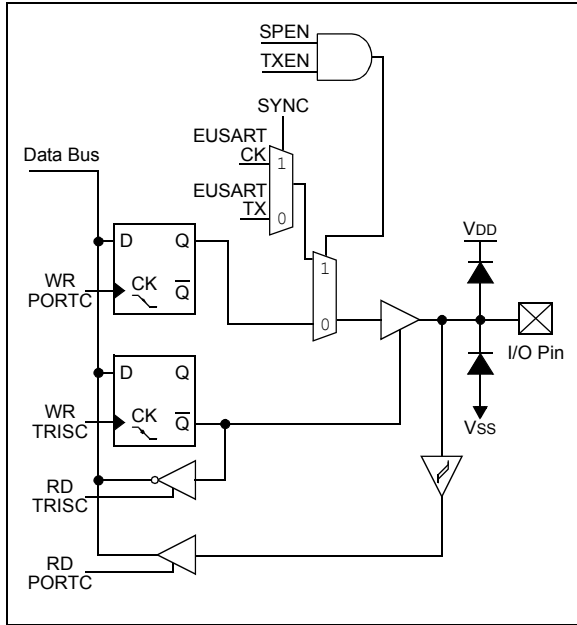 SPEN
TXEN
SYNC
EUSART
CK
1
EUSART
TX
0
Data Bus
D
Q
CK
Q
WR
PORTC
1
0
VDD
I/O Pin
VSS
D
Q
CK
Q
WR
TRISC
RD
TRISC
RD
PORTC